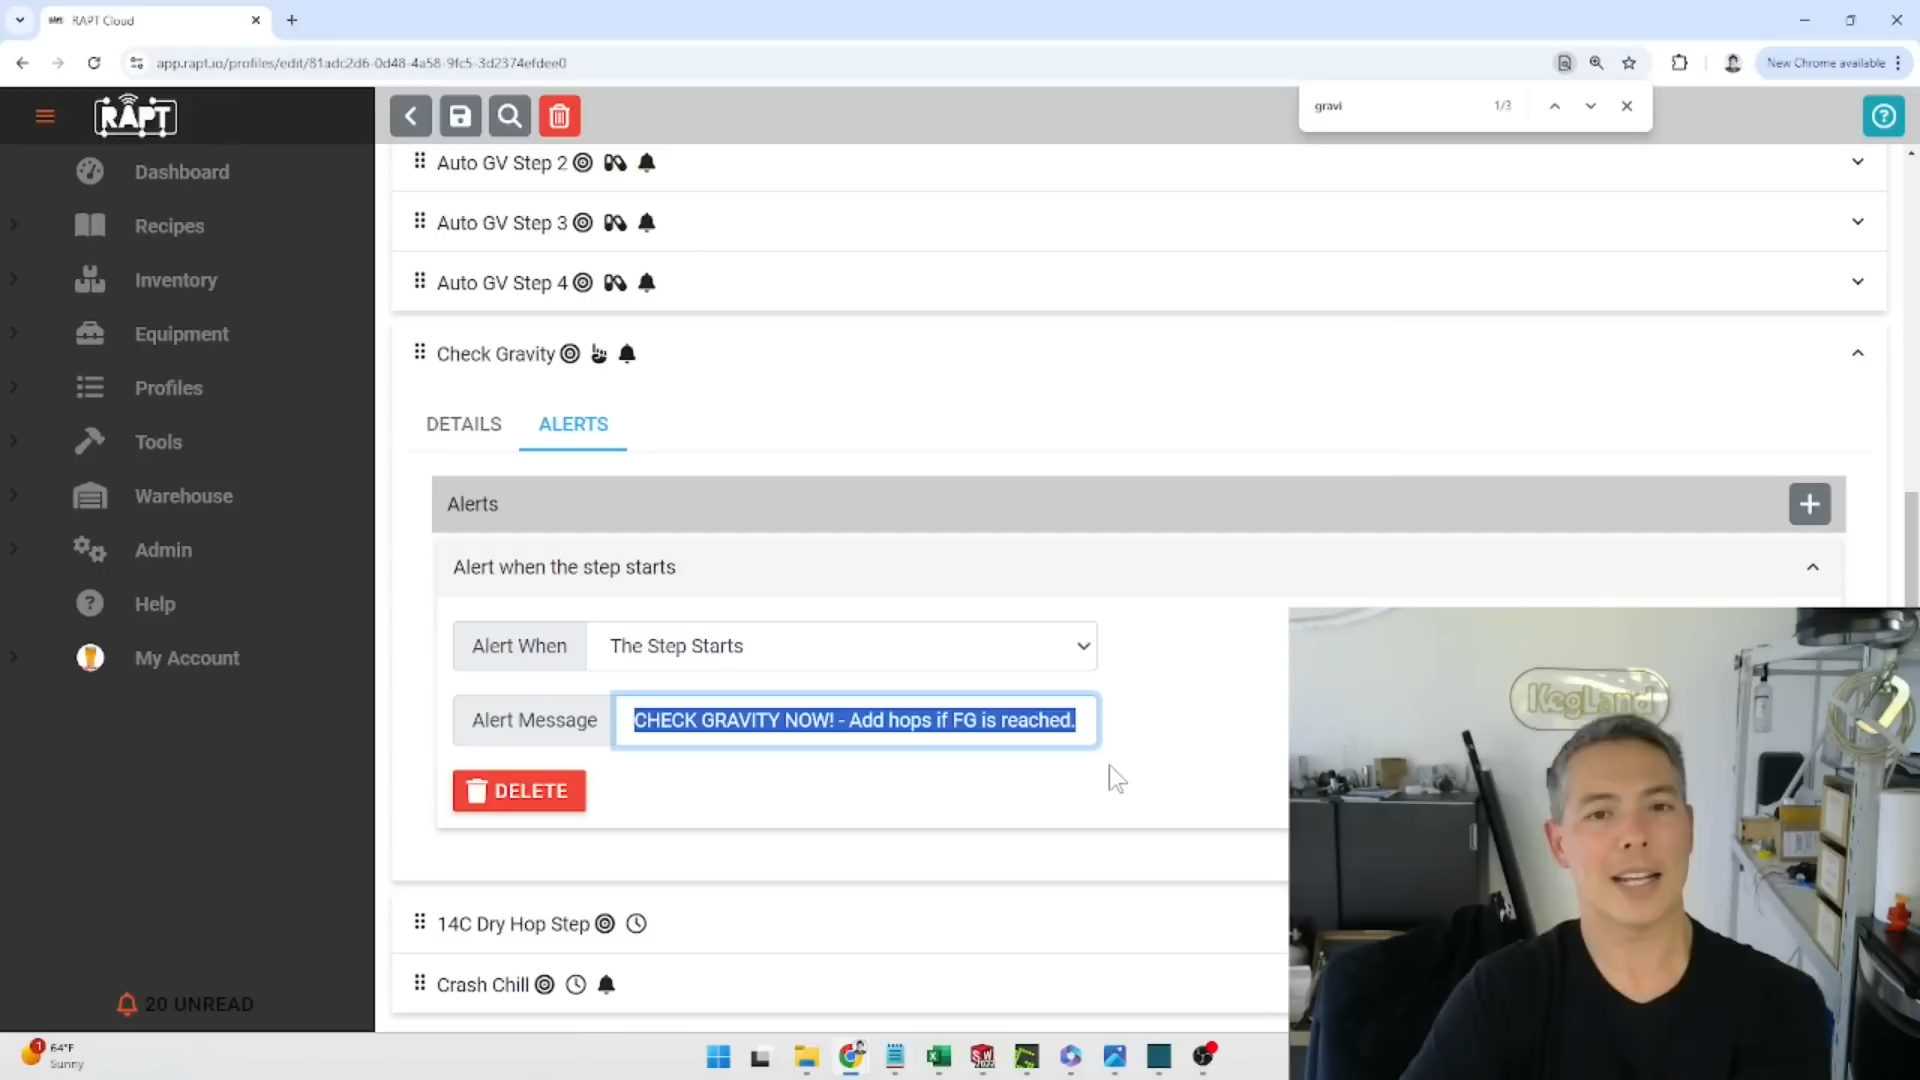 RAPT Cloud
app.rapt.io/profiles/edit/81adc2d6-0d48-4a58-9fc5-3d2374efdee0
New Chrome available
gravi
1/3
RAPT
Dashboard
Recipes
Inventory
Equipment
Profiles
Tools
Warehouse
Admin
Help
My Account
20 UNREAD
Auto GV Step 2
Auto GV Step 3
Auto GV Step 4
Check Gravity
DETAILS
ALERTS
Alerts
Alert when the step starts
Alert When
The Step Starts
Alert Message
CHECK GRAVITY NOW! - Add hops if FG is reached.
DELETE
14C Dry Hop Step
Crash Chill
KegLand
1
64°F
Sunny